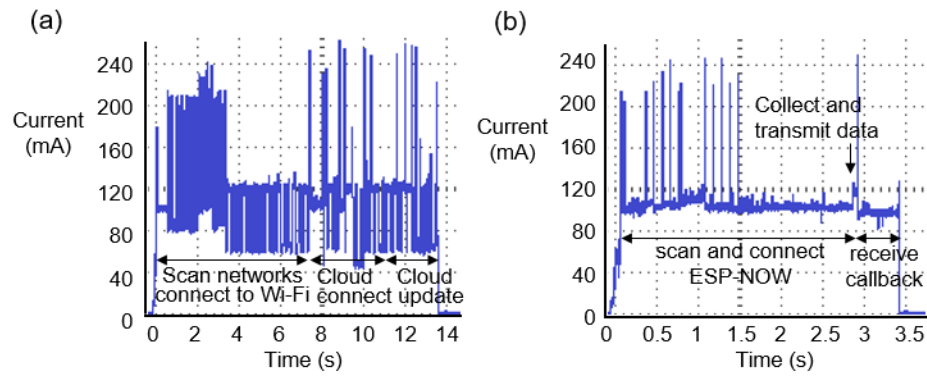 (a)
240
200
Current
(mA)
160
120
80
40
0
Scan networks
connect to Wi-Fi
Cloud
connect
Cloud
update
0 2 4 6 8 10 12 14
Time (s)
(b)
240
200
Current
(mA)
160
120
80
40
0
Collect and
transmit data
scan and connect
ESP-NOW
receive
callback
0 0.5 1 1.5 2 2.5 3 3.5
Time (s)